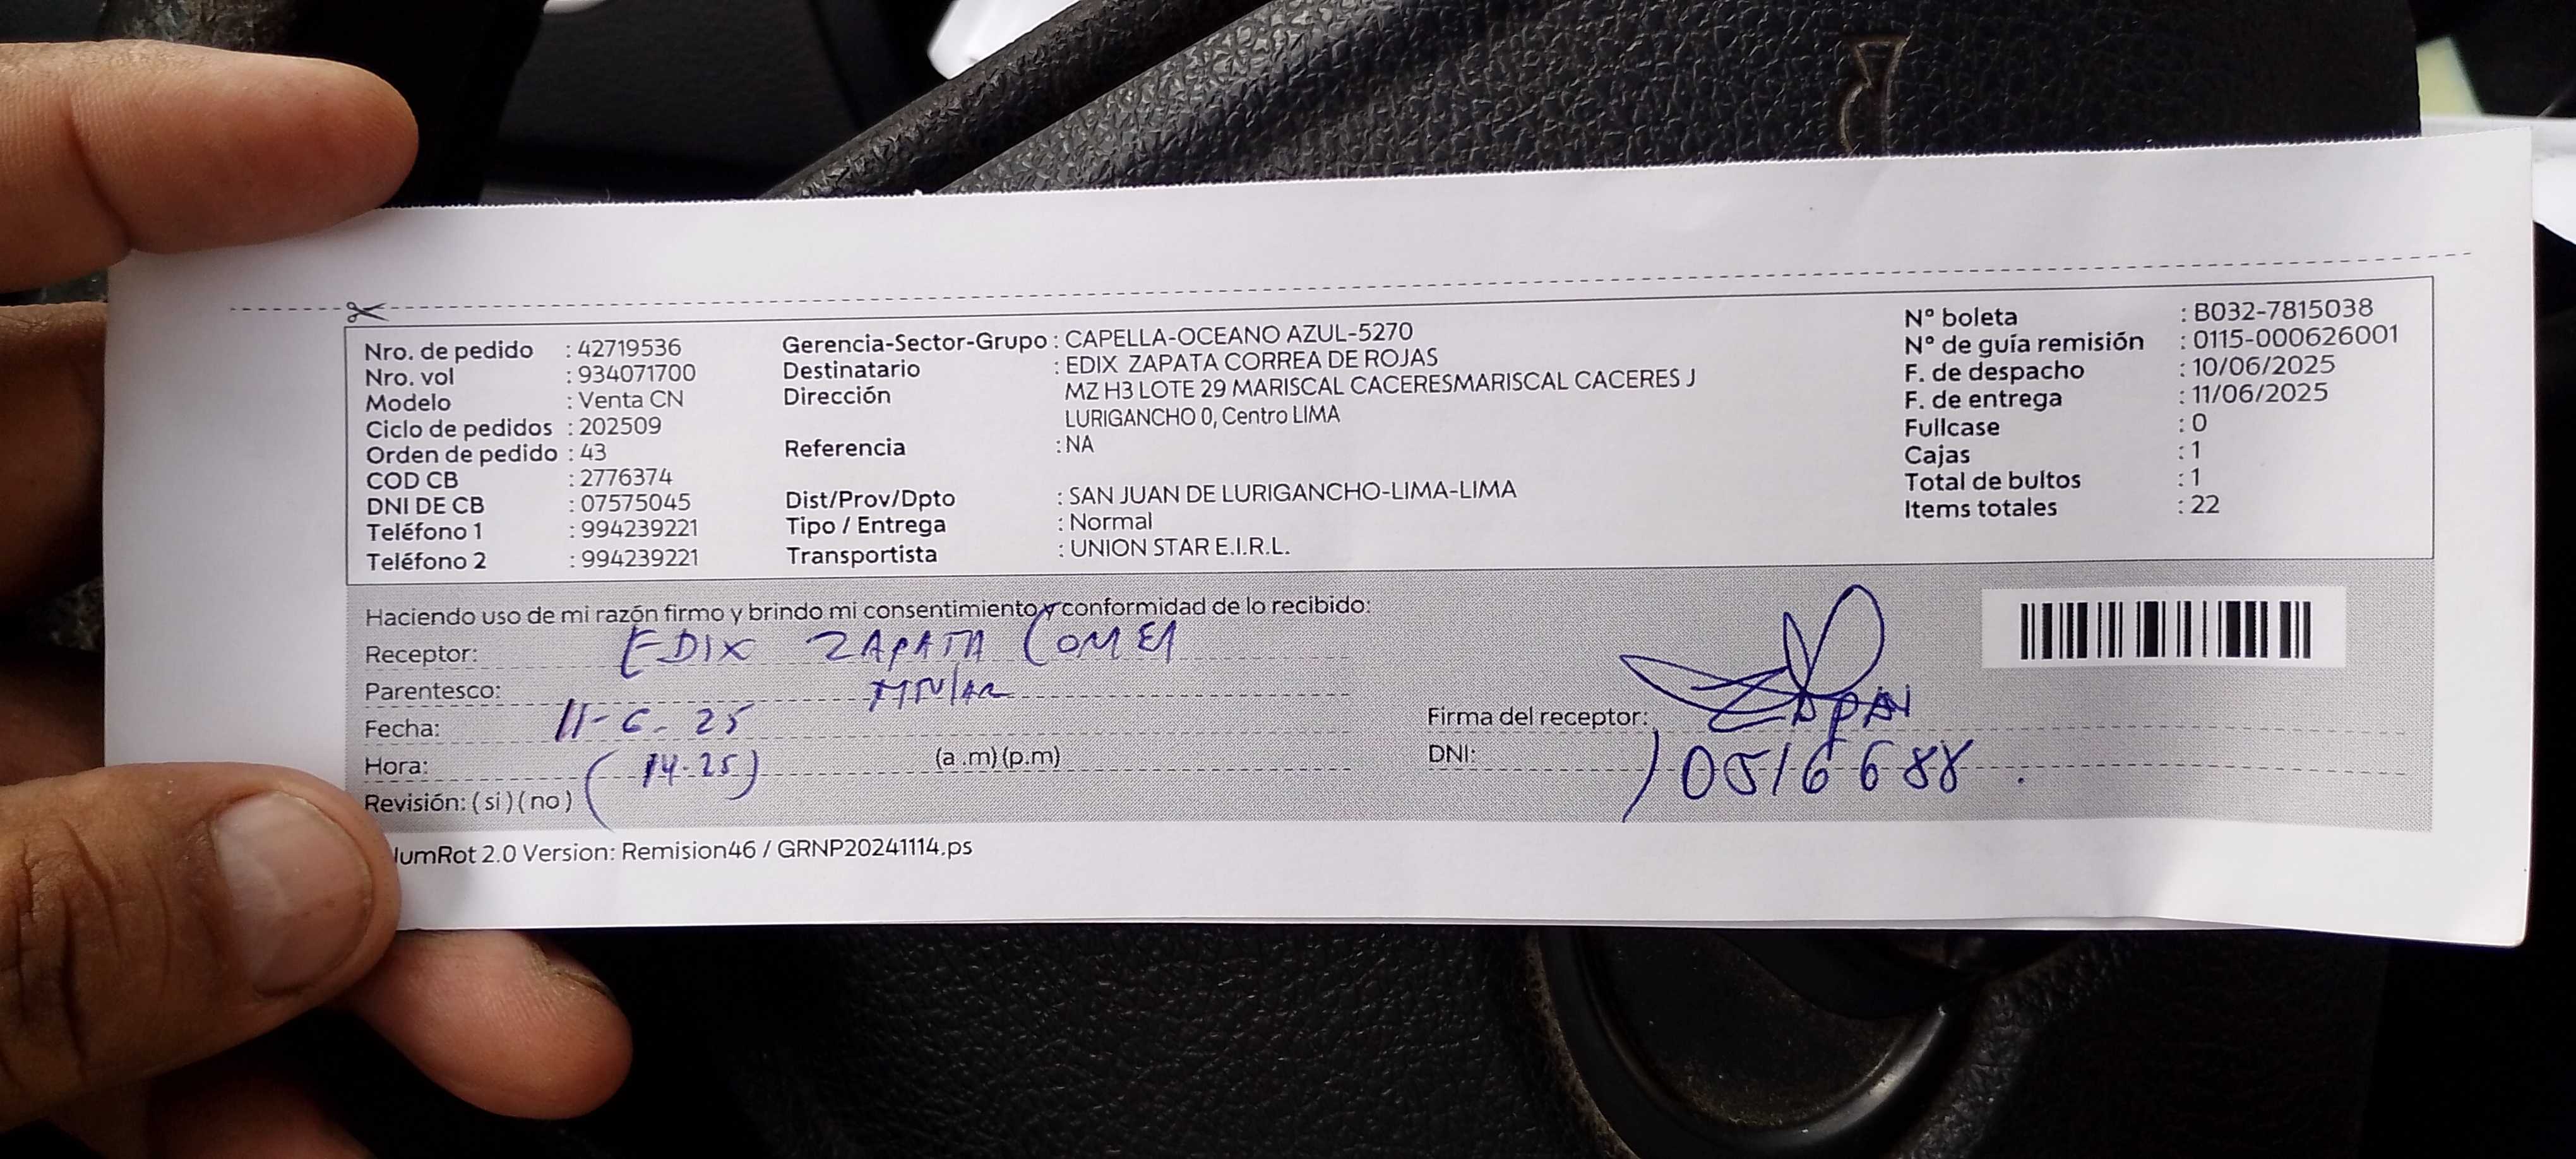 Nro. de pedido : 42719536
Nro. vol : 934071700
Modelo : Venta CN
Ciclo de pedidos : 202509
Orden de pedido : 43
COD CB : 2776374
DNI DE CB : 07575045
Teléfono 1 : 994239221
Teléfono 2 : 994239221
Gerencia-Sector-Grupo : CAPELLA-OCEANO AZUL-5270
Destinatario : EDIX ZAPATA CORREA DE ROJAS
Dirección MZ H3 LOTE 29 MARISCAL CACERESMARISCAL CACERES J
LURIGANCHO 0, Centro LIMA
Referencia : NA
Dist/Prov/Dpto : SAN JUAN DE LURIGANCHO-LIMA-LIMA
Tipo / Entrega : Normal
Transportista : UNION STAR E.I.R.L.
N° boleta : B032-7815038
N° de guía remisión : 0115-000626001
F. de despacho : 10/06/2025
F. de entrega : 11/06/2025
Fullcase : 0
Cajas : 1
Total de bultos : 1
Items totales : 22
Haciendo uso de mi razón firmo y brindo mi consentimiento y conformidad de lo recibido:
Receptor: EDIX ZAPATA
Parentesco: TITULAR
Fecha: 11-6-25
Hora: (14.25) (a .m) (p.m)
Revisión: ( si ) ( no )
Firma del receptor:
DNI: 10516688
umRot 2.0 Version: Remision46 / GRNP20241114.ps